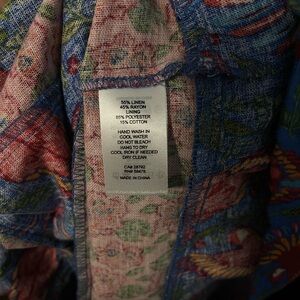 55% LINEN
45% RAYON
LINING
85% POLYESTER
15% COTTON
HAND WASH IN
COOL WATER
DO NOT BLEACH
HANG TO DRY
COOL IRON IF NEEDED
DRY CLEAN
MADE IN CHINA